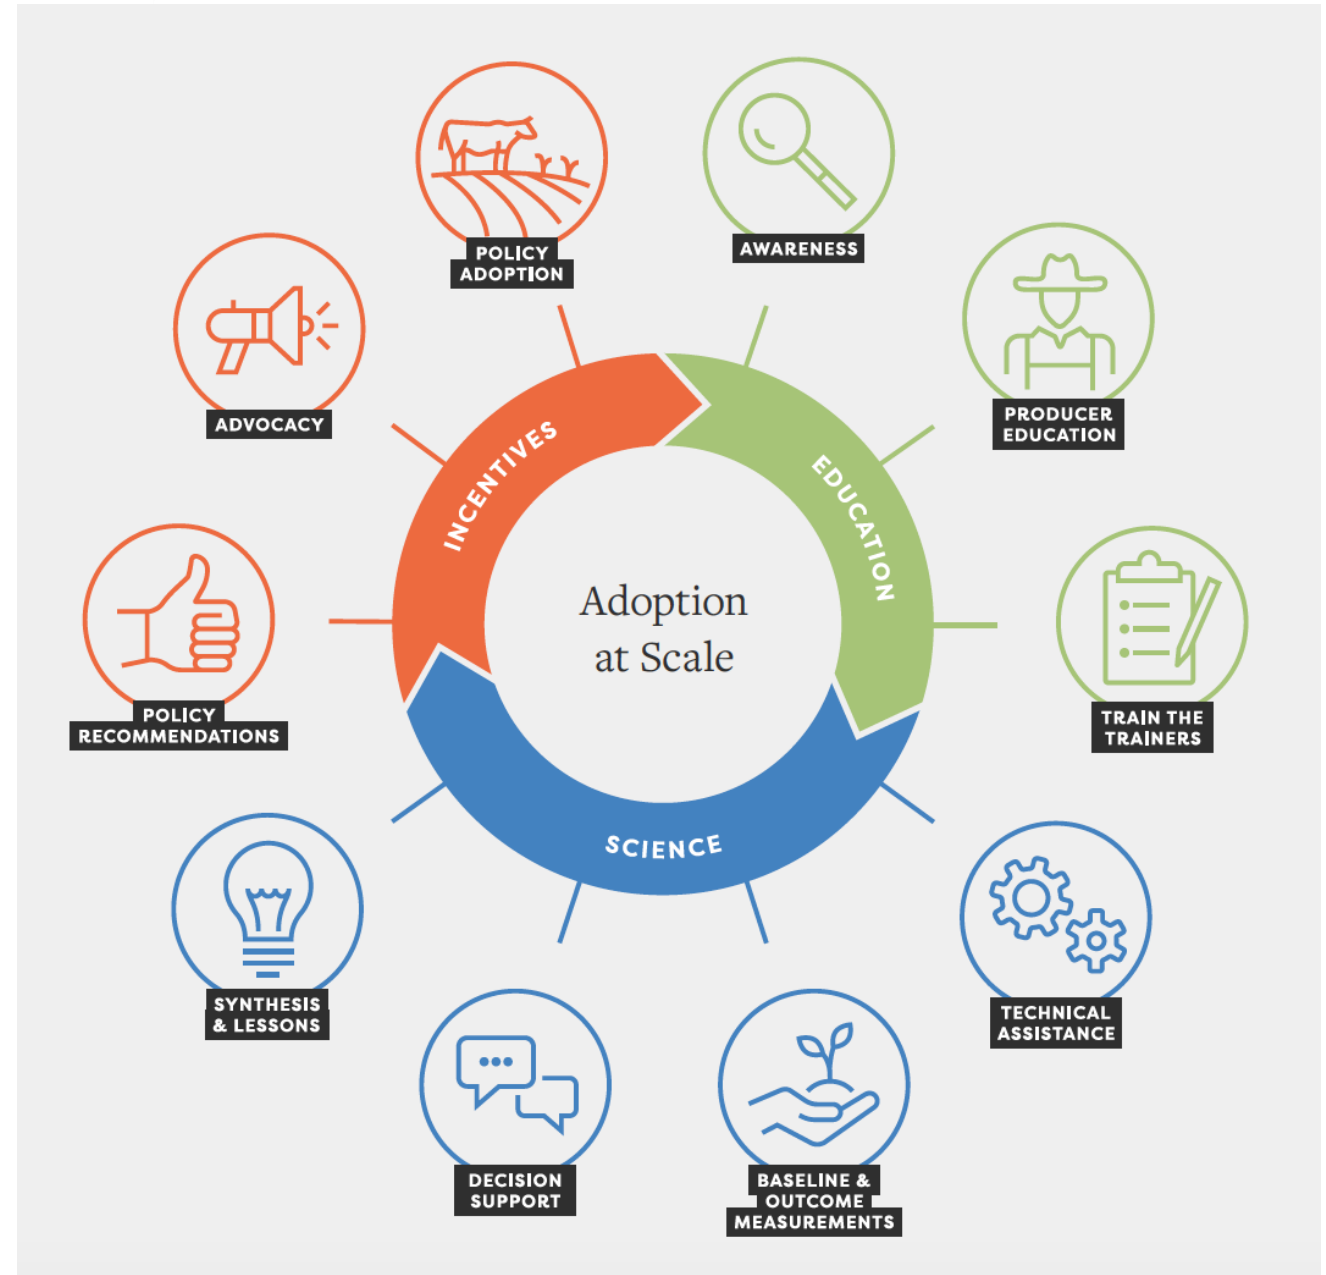 POLICY
ADOPTION
AWARENESS
PRODUCER
EDUCATION
TRAIN THE
TRAINERS
TECHNICAL
ASSISTANCE
BASELINE &
OUTCOME
MEASUREMENTS
DECISION
SUPPORT
SYNTHESIS
& LESSONS
POLICY
RECOMMENDATIONS
ADVOCACY
INCENTIVES
EDUCATION
SCIENCE
Adoption
at Scale